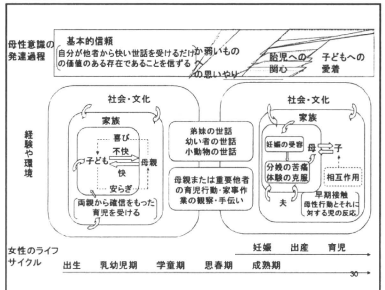 母性意識の
発達過程
基本的信頼
自分が他者から快い世話を受けるだけ
の価値のある存在であることを信ずる
か弱いもの
の思いやり
胎児への
関心
子どもへの
愛着
経験や環境
社会・文化
家族
喜び
不快
子ども
母親
快
安らぎ
両親から確信をもった
育児を受ける
弟妹の世話
幼い者の世話
小動物の世話
母親または重要他者
の育児行動・家事作
業の観察・手伝い
社会・文化
家族
妊娠の受容
分娩の苦痛
体験の克服
母
子
相互作用
夫
早期接触
母性行動とそれに
対する児の反応
女性のライフ
サイクル
妊娠 出産 育児
出生 乳幼児期 学童期 思春期 成熟期
30